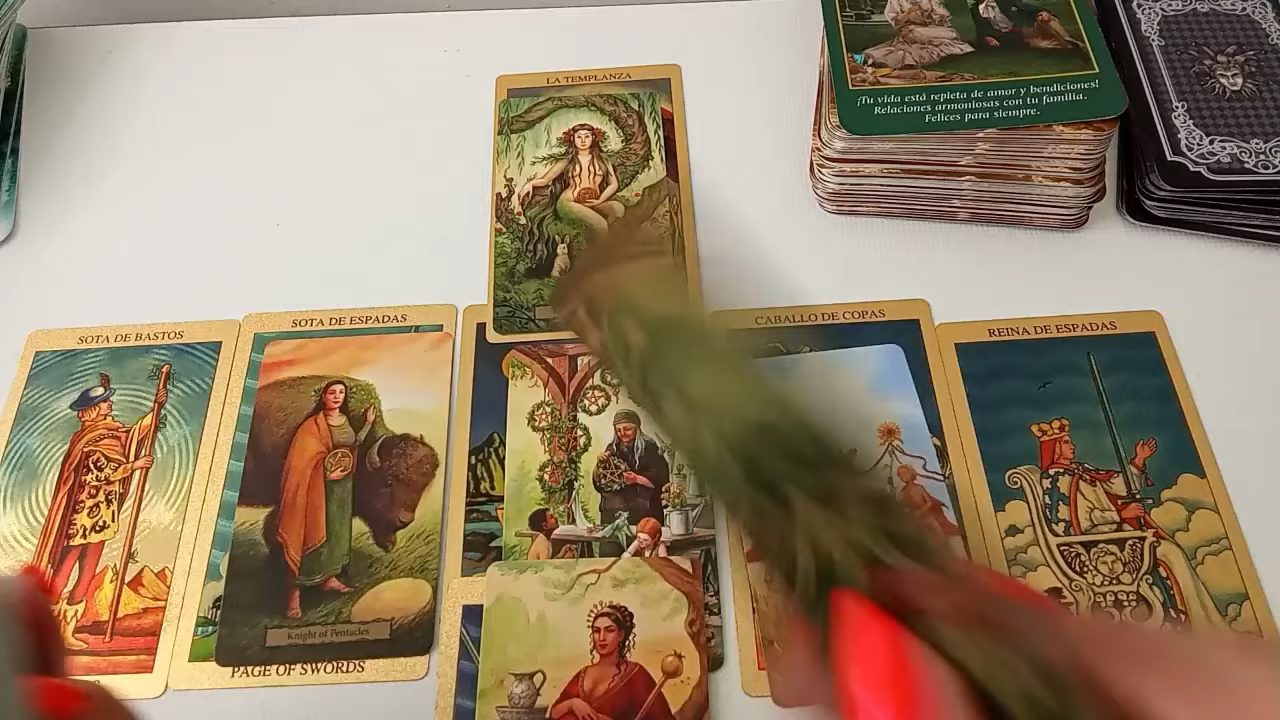 LA TEMPLANZA
¡Tu vida está repleta de amor y bendiciones!
Relaciones armoniosas con tu familia.
Felices para siempre.
SOTA DE BASTOS
SOTA DE ESPADAS
CABALLO DE COPAS
REINA DE ESPADAS
Knight of Pentacles
PAGE OF SWORDS